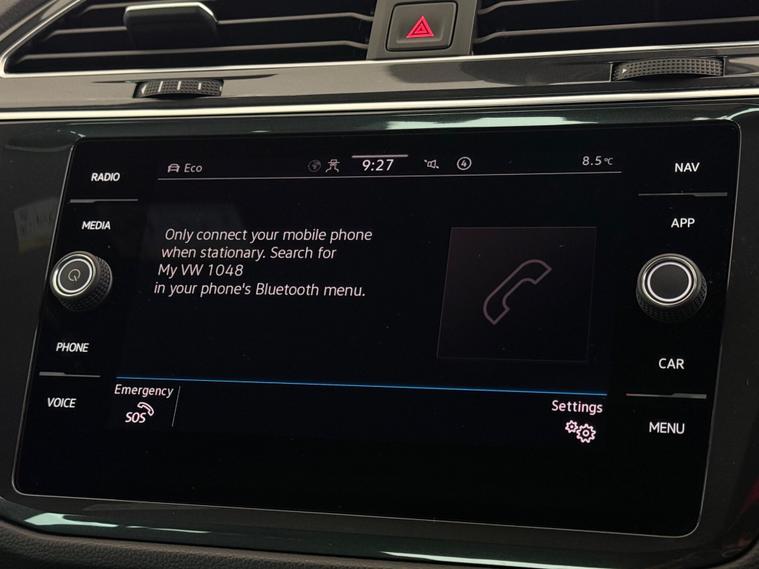 RADIO
MEDIA
PHONE
VOICE
Eco
9:27
4
8.5°C
Only connect your mobile phone
when stationary. Search for
My VW 1048
in your phone's Bluetooth menu.
Emergency
SOS
Settings
NAV
APP
CAR
MENU